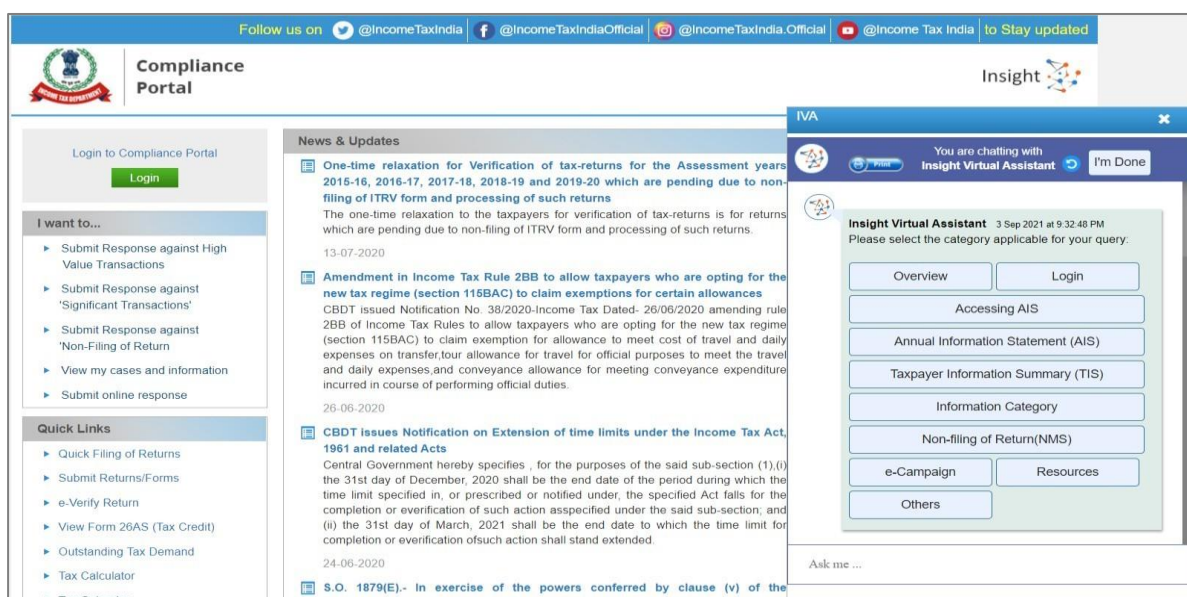 Follow us on @IncomeTaxIndia @IncomeTaxIndiaOfficial @IncomeTaxIndia.Official @Income Tax India to Stay updated
INCOME TAX DEPARTMENT
Compliance
Portal
Insight
Login to Compliance Portal
Login
I want to...
Submit Response against High
Value Transactions
Submit Response against
'Significant Transactions'
Submit Response against
'Non-Filing of Return
View my cases and information
Submit online response
Quick Links
Quick Filing of Returns
Submit Returns/Forms
e-Verify Return
View Form 26AS (Tax Credit)
Outstanding Tax Demand
Tax Calculator
News & Updates
One-time relaxation for Verification of tax-returns for the Assessment years
2015-16, 2016-17, 2017-18, 2018-19 and 2019-20 which are pending due to non-
filing of ITRV form and processing of such returns
The one-time relaxation to the taxpayers for verification of tax-returns is for returns
which are pending due to non-filing of ITRV form and processing of such returns.
13-07-2020
Amendment in Income Tax Rule 2BB to allow taxpayers who are opting for the
new tax regime (section 115BAC) to claim exemptions for certain allowances
CBDT issued Notification No. 38/2020-Income Tax Dated- 26/06/2020 amending rule
2BB of Income Tax Rules to allow taxpayers who are opting for the new tax regime
(section 115BAC) to claim exemption for allowance to meet cost of travel and daily
expenses on transfer,tour allowance for travel for official purposes to meet the travel
and daily expenses,and conveyance allowance for meeting conveyance expenditure
incurred in course of performing official duties.
26-06-2020
CBDT issues Notification on Extension of time limits under the Income Tax Act,
1961 and related Acts
Central Government hereby specifies , for the purposes of the said sub-section (1),(i)
the 31st day of December, 2020 shall be the end date of the period during which the
time limit specified in, or prescribed or notified under, the specified Act falls for the
completion or everification of such action asspecified under the said sub-section; and
(ii) the 31st day of March, 2021 shall be the end date to which the time limit for
completion or everification ofsuch action shall stand extended.
24-06-2020
S.O. 1879(E).- In exercise of the powers conferred by clause (v) of the
IVA
Print
You are chatting with
Insight Virtual Assistant
I'm Done
Insight Virtual Assistant 3 Sep 2021 at 9:32:48 PM
Please select the category applicable for your query:
Overview Login
Accessing AIS
Annual Information Statement (AIS)
Taxpayer Information Summary (TIS)
Information Category
Non-filing of Return(NMS)
e-Campaign Resources
Others
Ask me ...